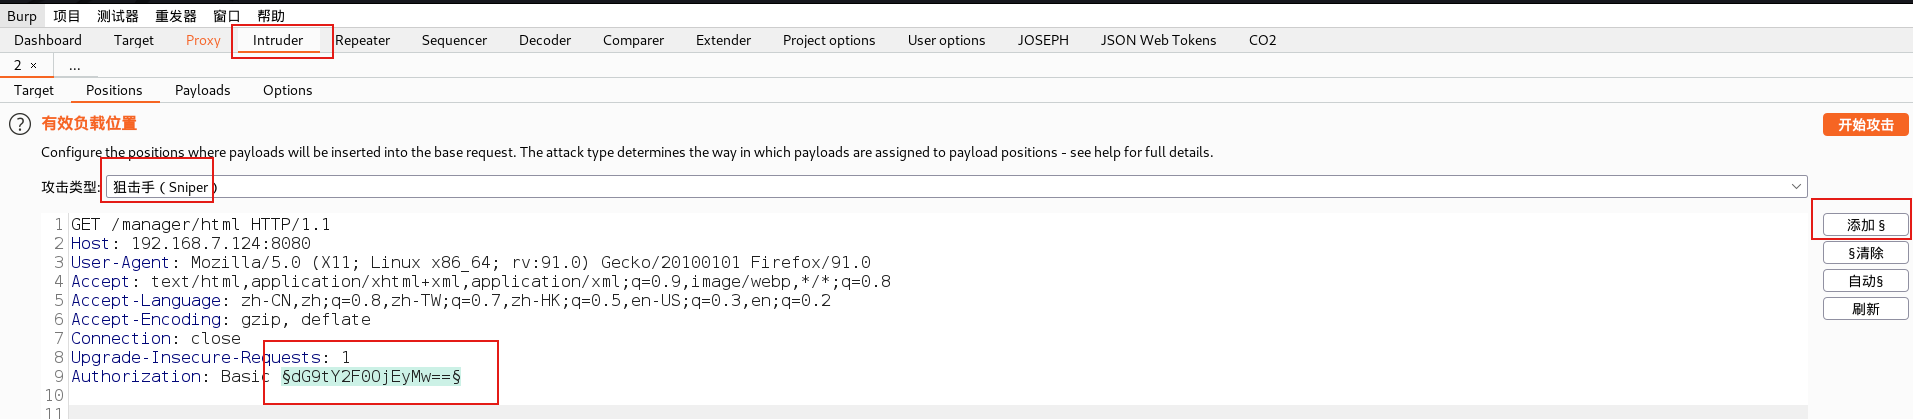 Burp 项目 测试器 重发器 窗口 帮助
Dashboard Target Proxy Intruder Repeater Sequencer Decoder Comparer Extender Project options User options JOSEPH JSON Web Tokens CO2
2 × ...
Target Positions Payloads Options
? 有效负载位置 开始攻击
Configure the positions where payloads will be inserted into the base request. The attack type determines the way in which payloads are assigned to payload positions - see help for full details.
攻击类型: 狙击手（Sniper）
1 GET /manager/html HTTP/1.1 添加 §
2 Host: 192.168.7.124:8080
3 User-Agent: Mozilla/5.0 (X11; Linux x86_64; rv:91.0) Gecko/20100101 Firefox/91.0 §清除
4 Accept: text/html,application/xhtml+xml,application/xml;q=0.9,image/webp,*/*;q=0.8 自动§
5 Accept-Language: zh-CN,zh;q=0.8,zh-TW;q=0.7,zh-HK;q=0.5,en-US;q=0.3,en;q=0.2 刷新
6 Accept-Encoding: gzip, deflate
7 Connection: close
8 Upgrade-Insecure-Requests: 1
9 Authorization: Basic §dG9tY2F0OjEyMw==§
10
11